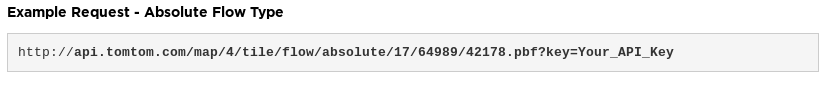 Example Request - Absolute Flow Type
http://api.tomtom.com/map/4/tile/flow/absolute/17/64989/42178.pbf?key=Your_API_Key